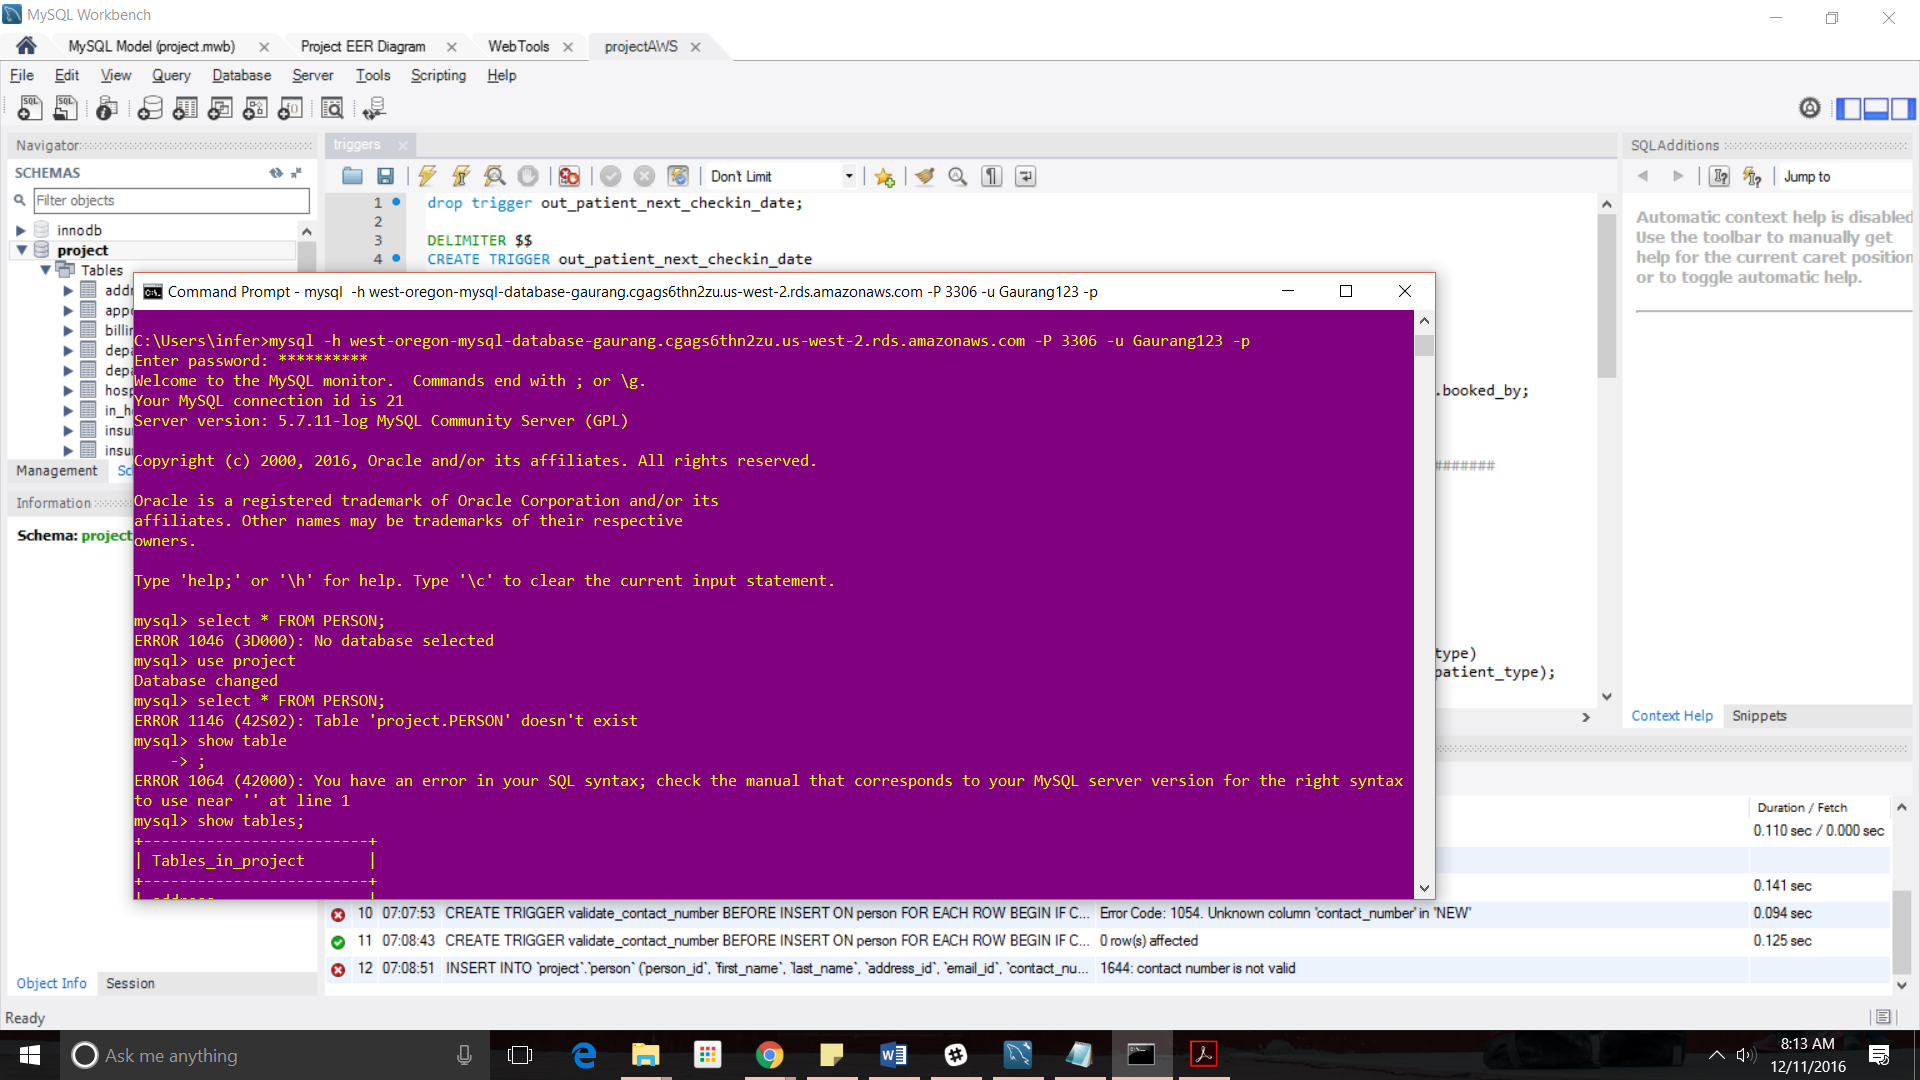 MySQL Workbench
MySQL Model (project.mwb)
Project EER Diagram
WebTools
projectAWS
File Edit View Query Database Server Tools Scripting Help
Navigator
SCHEMAS
Filter objects
innodb
project
Tables
addr
appo
billin
depa
depa
hosp
in_h
insu
insu
Management
Sc
Information
Schema: project
Object Info
Session
Ready
triggers
Don't Limit
1 drop trigger out_patient_next_checkin_date;
2
3 DELIMITER $$
4 CREATE TRIGGER out_patient_next_checkin_date
.booked_by;
#######
type)
patient_type);
SQLAdditions
Jump to
Automatic context help is disabled
Use the toolbar to manually get
help for the current caret position
or to toggle automatic help.
Context Help
Snippets
Command Prompt - mysql -h west-oregon-mysql-database-gaurang.cgags6thn2zu.us-west-2.rds.amazonaws.com -P 3306 -u Gaurang123 -p
C:\Users\infer>mysql -h west-oregon-mysql-database-gaurang.cgags6thn2zu.us-west-2.rds.amazonaws.com -P 3306 -u Gaurang123 -p
Enter password: **********
Welcome to the MySQL monitor.  Commands end with ; or \g.
Your MySQL connection id is 21
Server version: 5.7.11-log MySQL Community Server (GPL)
Copyright (c) 2000, 2016, Oracle and/or its affiliates. All rights reserved.
Oracle is a registered trademark of Oracle Corporation and/or its
affiliates. Other names may be trademarks of their respective
owners.
Type 'help;' or '\h' for help. Type '\c' to clear the current input statement.
mysql> select * FROM PERSON;
ERROR 1046 (3D000): No database selected
mysql> use project
Database changed
mysql> select * FROM PERSON;
ERROR 1146 (42S02): Table 'project.PERSON' doesn't exist
mysql> show table
-> ;
ERROR 1064 (42000): You have an error in your SQL syntax; check the manual that corresponds to your MySQL server version for the right syntax
to use near '' at line 1
mysql> show tables;
+-------------------------+
| Tables_in_project |
+-------------------------+
| address |
Duration / Fetch
0.110 sec / 0.000 sec
0.141 sec
10 07:07:53 CREATE TRIGGER validate_contact_number BEFORE INSERT ON person FOR EACH ROW BEGIN IF C... Error Code: 1054. Unknown column 'contact_number' in 'NEW' 0.094 sec
11 07:08:43 CREATE TRIGGER validate_contact_number BEFORE INSERT ON person FOR EACH ROW BEGIN IF C... 0 row(s) affected 0.125 sec
12 07:08:51 INSERT INTO `project`.`person` (`person_id`, `first_name`, `last_name`, `address_id`, `email_id`, `contact_nu... 1644: contact number is not valid
Ask me anything
8:13 AM
12/11/2016